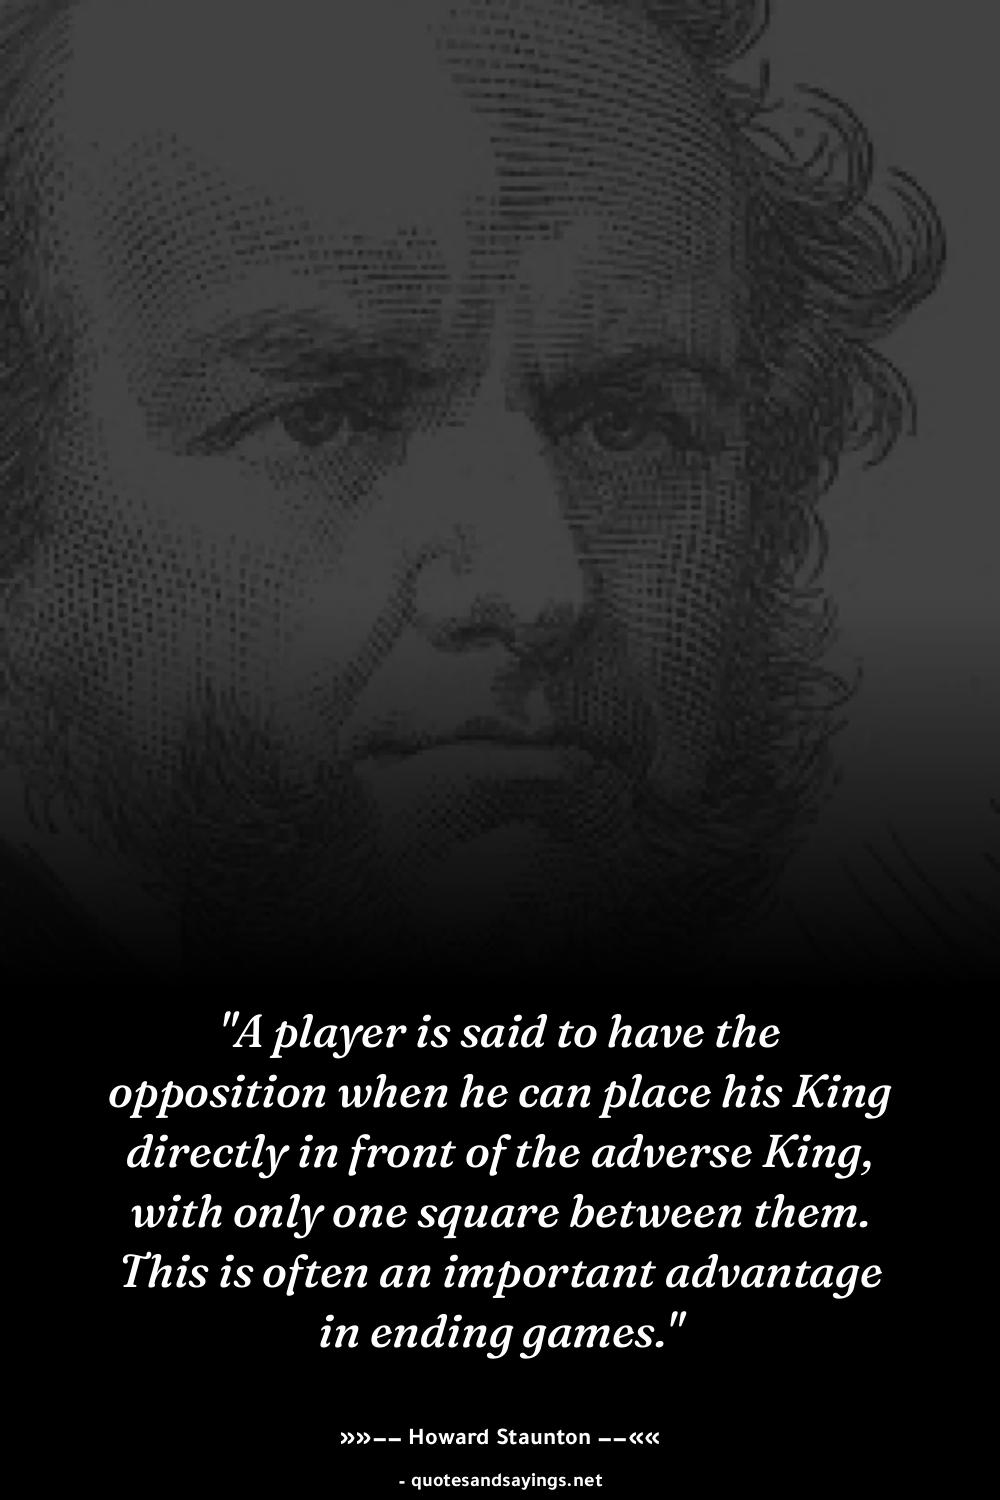 "A player is said to have the
opposition when he can place his King
directly in front of the adverse King,
with only one square between them.
This is often an important advantage
in ending games."
»»—— Howard Staunton ——««
- quotesandsayings.net